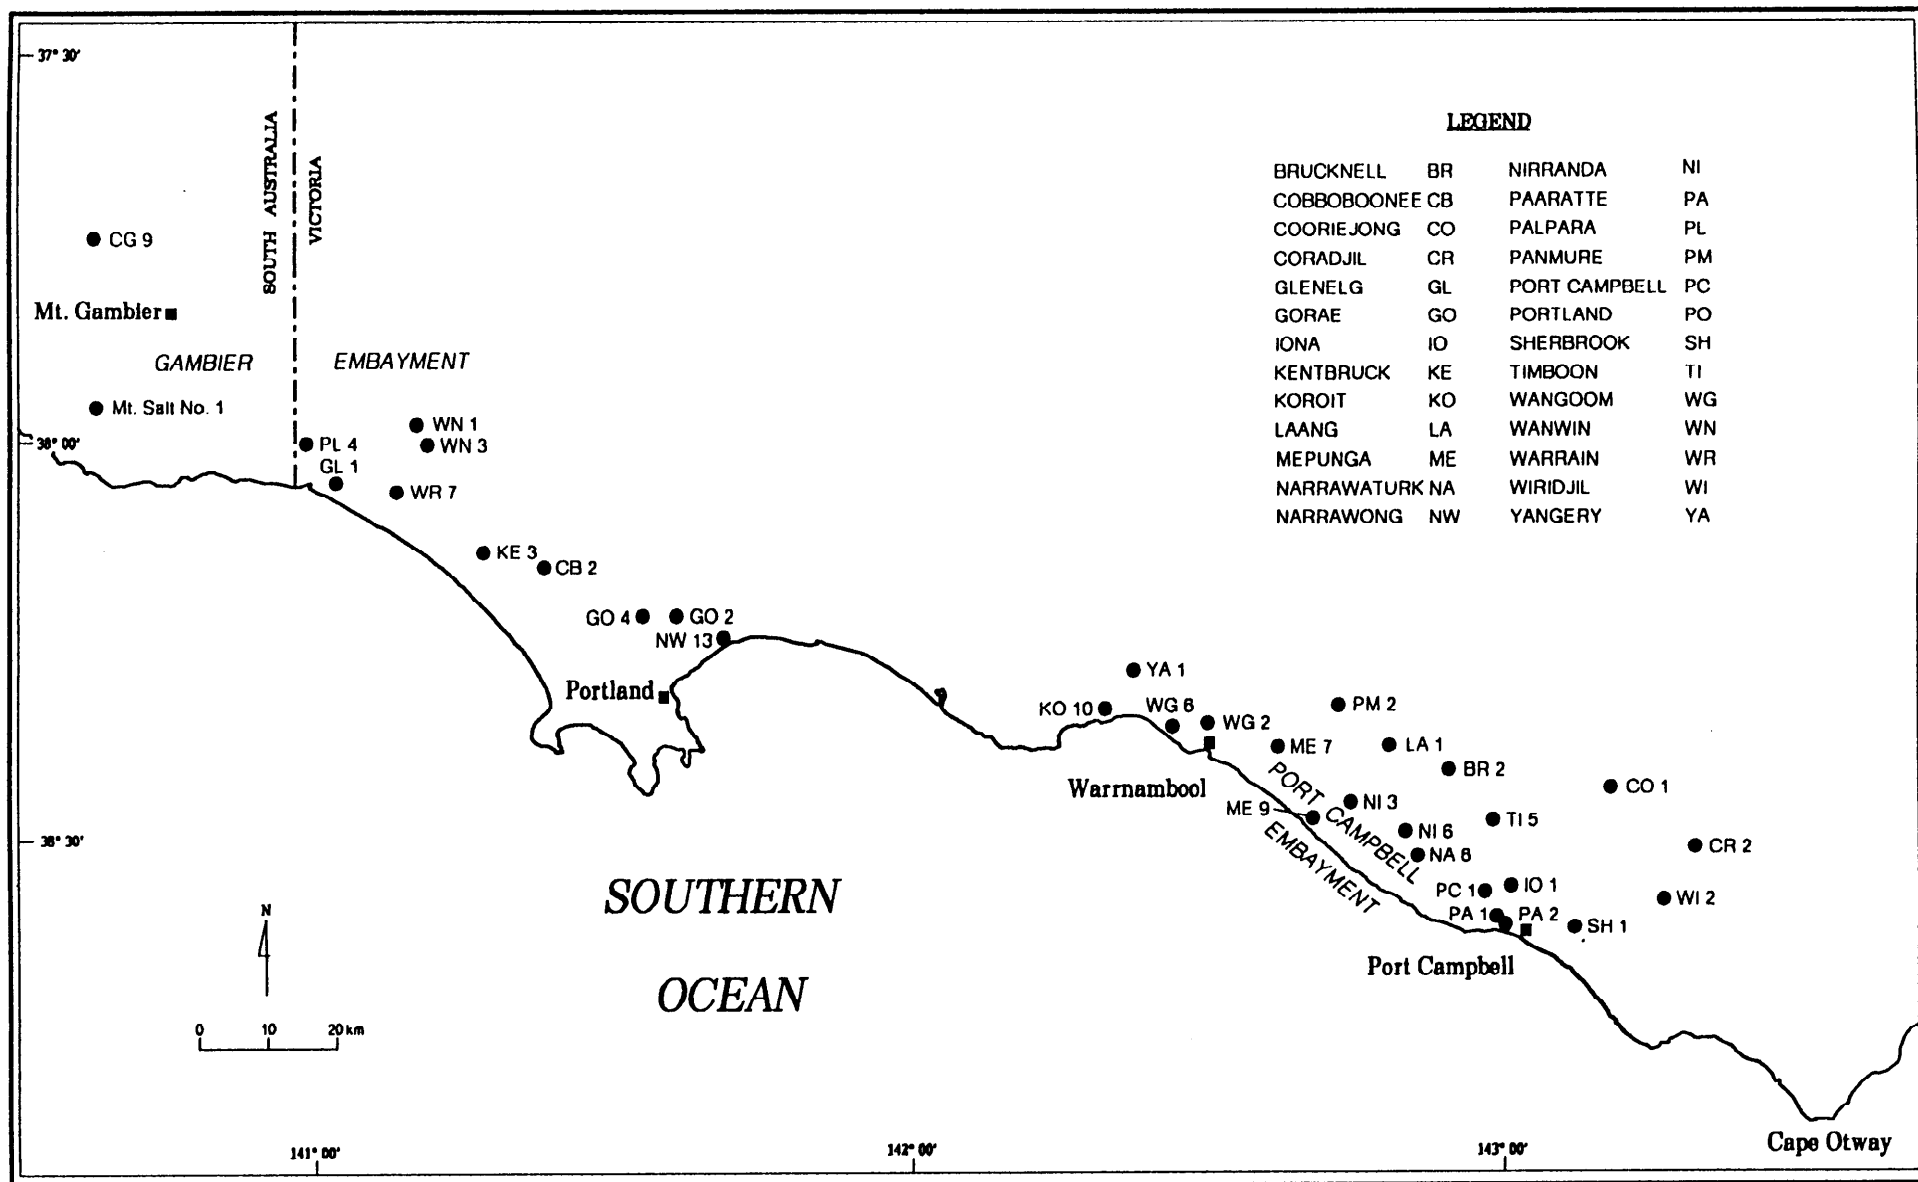 37° 30'
SOUTH AUSTRALIA
VICTORIA
LEGEND
BRUCKNELL BR NIRRANDA NI
COBBOBOONEE CB PAARATTE PA
COORIEJONG CO PALPARA PL
CORADJIL CR PANMURE PM
GLENELG GL PORT CAMPBELL PC
GORAE GO PORTLAND PO
IONA IO SHERBROOK SH
KENTBRUCK KE TIMBOON TI
KOROIT KO WANGOOM WG
LAANG LA WANWIN WN
MEPUNGA ME WARRAIN WR
NARRAWATURK NA WIRIDJIL WI
NARRAWONG NW YANGERY YA
CG 9
Mt. Gambier
GAMBIER EMBAYMENT
Mt. Salt No. 1
WN 1
38° 00'
PL 4
WN 3
GL 1
WR 7
KE 3
CB 2
GO 4
GO 2
NW 13
Portland
YA 1
KO 10
WG 6
WG 2
PM 2
ME 7
LA 1
BR 2
CO 1
Warrnambool
PORT CAMPBELL
EMBAYMENT
ME 9
NI 3
TI 5
NI 6
38° 30'
CR 2
NA 6
SOUTHERN
OCEAN
PC 1
IO 1
WI 2
PA 1
PA 2
SH 1
Port Campbell
N
0 10 20 km
141° 00'
142° 00'
143° 00'
Cape Otway